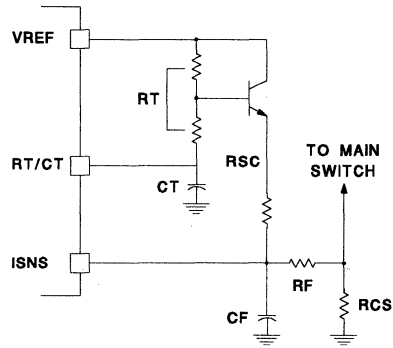 VREF
RT
RT/CT
CT
RSC
TO MAIN
SWITCH
ISNS
RF
RCS
CF